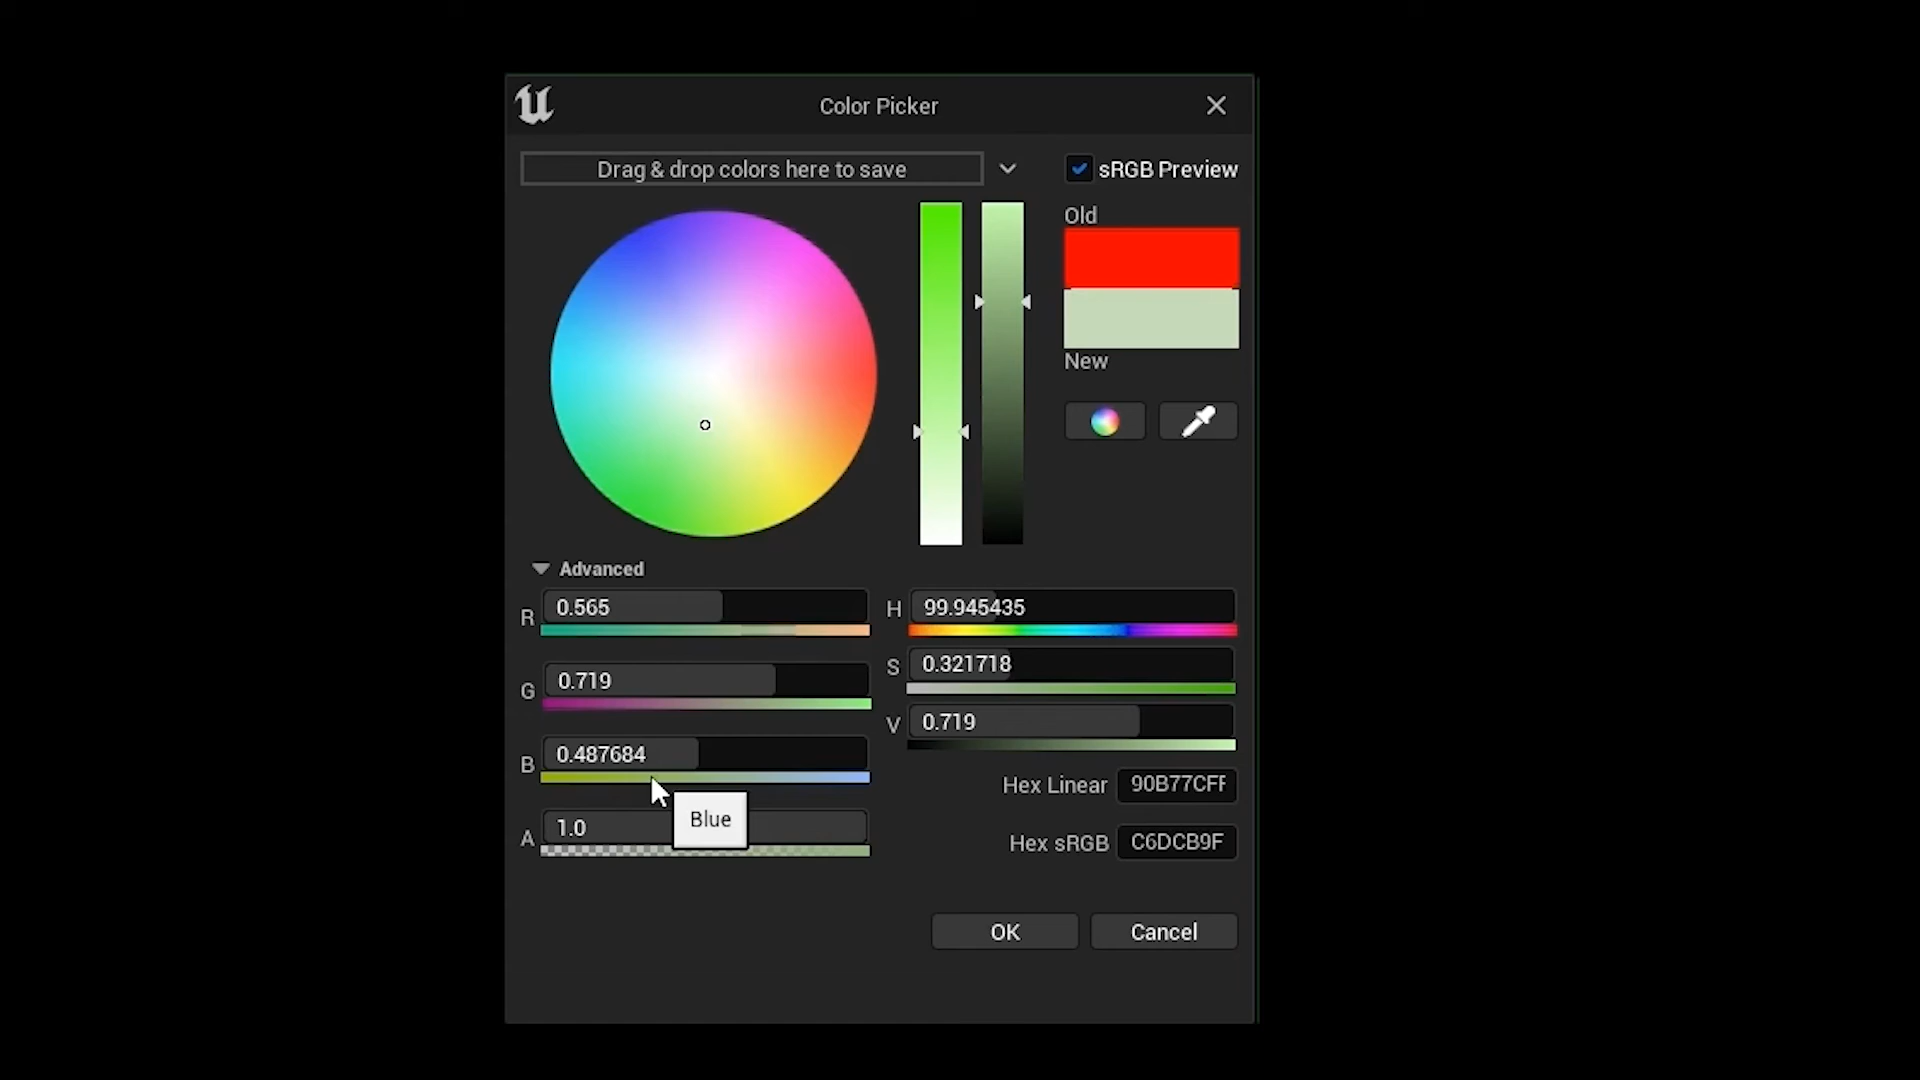 Color Picker
Drag & drop colors here to save
sRGB Preview
Old
New
Advanced
R 0.565
H 99.945435
G 0.719
S 0.321718
V 0.719
B 0.487684
Blue
Hex Linear 90B77CFF
A 1.0
Hex sRGB C6DCB9F
OK
Cancel